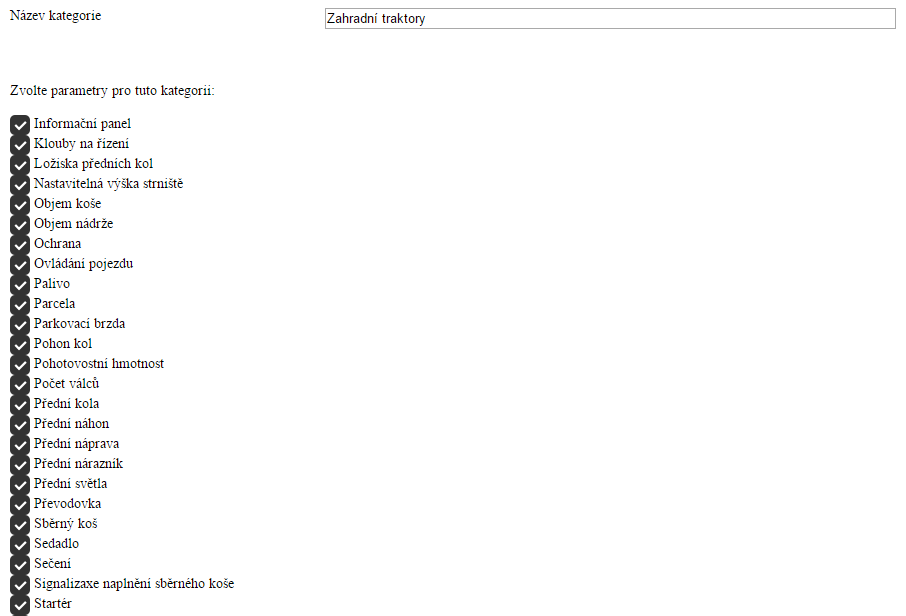 Název kategorie
Zahradní traktory
Zvolte parametry pro tuto kategorii:
Informační panel
Klouby na řízení
Ložiska předních kol
Nastavitelná výška strniště
Objem koše
Objem nádrže
Ochrana
Ovládání pojezdu
Palivo
Parcela
Parkovací brzda
Pohon kol
Pohotovostní hmotnost
Počet válců
Přední kola
Přední náhon
Přední náprava
Přední nárazník
Přední světla
Převodovka
Sběrný koš
Sedadlo
Sečení
Signalizaxe naplnění sběrného koše
Startér